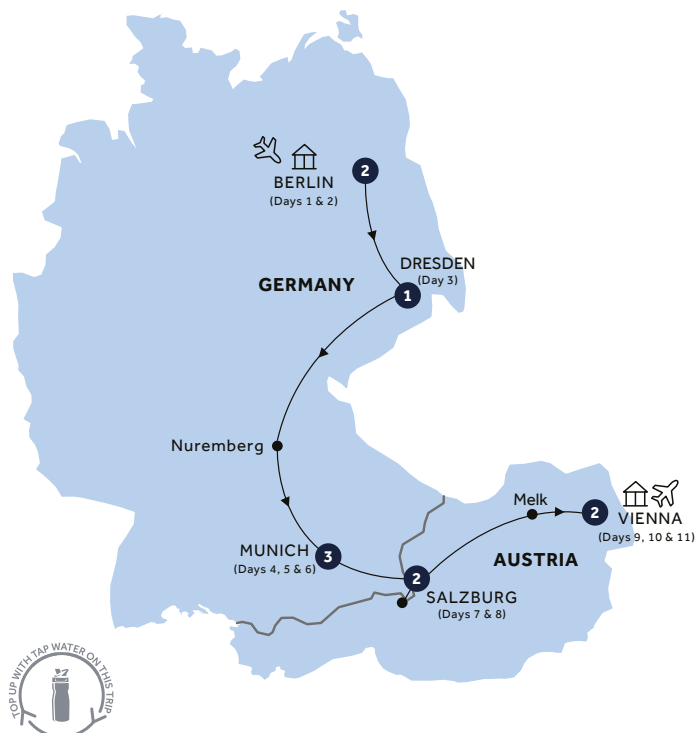 2
BERLIN
(Days 1 & 2)
DRESDEN
(Day 3)
GERMANY
1
Nuremberg
Melk
2
VIENNA
(Days 9, 10 & 11)
MUNICH
3
(Days 4, 5 & 6)
AUSTRIA
2
SALZBURG
(Days 7 & 8)
TOP UP WITH TAP WATER ON THIS TRIP